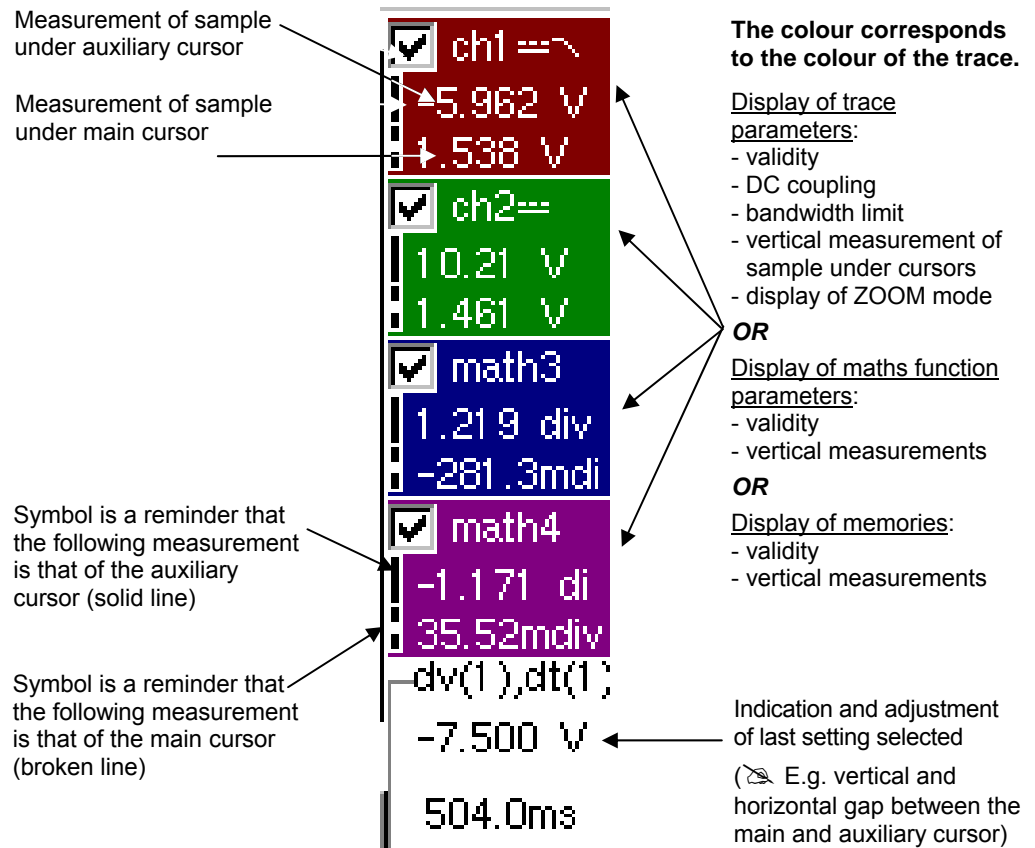 Measurement of sample
under auxiliary cursor
Measurement of sample
under main cursor
Symbol is a reminder that
the following measurement
is that of the auxiliary
cursor (solid line)
Symbol is a reminder that
the following measurement
is that of the main cursor
(broken line)
ch1
-5.962 V
1.538 V
ch2
10.21 V
1.461 V
math3
1.219 div
-281.3mdi
math4
-1.171 di
35.52mdiv
dv(1),dt(1)
-7.500 V
504.0ms
The colour corresponds
to the colour of the trace.
Display of trace
parameters:
- validity
- DC coupling
- bandwidth limit
- vertical measurement of
sample under cursors
- display of ZOOM mode
OR
Display of maths function
parameters:
- validity
- vertical measurements
OR
Display of memories:
- validity
- vertical measurements
Indication and adjustment
of last setting selected
(✎ E.g. vertical and
horizontal gap between the
main and auxiliary cursor)